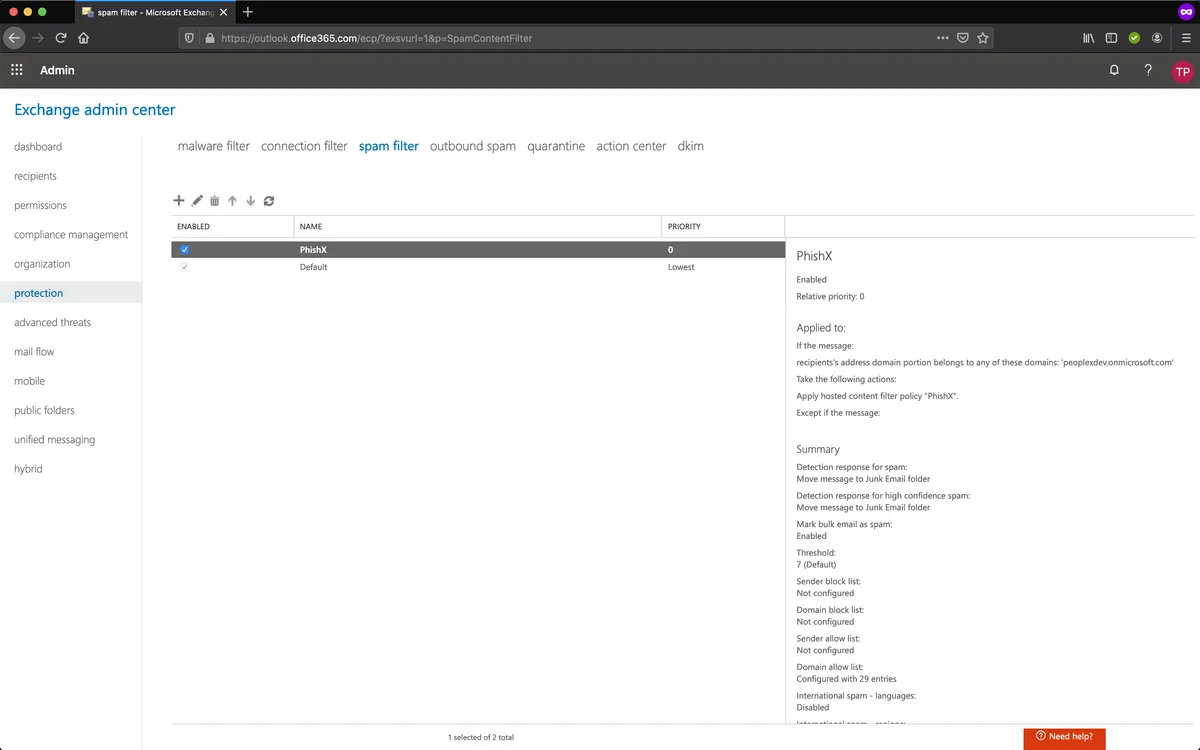 spam filter - Microsoft Exchang
https://outlook.office365.com/ecp/?exsvurl=1&p=SpamContentFilter
Admin
?
TP
Exchange admin center
dashboard
recipients
permissions
compliance management
organization
protection
advanced threats
mail flow
mobile
public folders
unified messaging
hybrid
malware filter connection filter spam filter outbound spam quarantine action center dkim
ENABLED NAME PRIORITY
PhishX 0
Default Lowest
PhishX
Enabled
Relative priority: 0
Applied to:
If the message:
recipients's address domain portion belongs to any of these domains: 'peoplexdev.onmicrosoft.com'
Take the following actions:
Apply hosted content filter policy "PhishX".
Except if the message:
Summary
Detection response for spam:
Move message to Junk Email folder
Detection response for high confidence spam:
Move message to Junk Email folder
Mark bulk email as spam:
Enabled
Threshold:
7 (Default)
Sender block list:
Not configured
Domain block list:
Not configured
Sender allow list:
Not configured
Domain allow list:
Configured with 29 entries
International spam - languages:
Disabled
International spam - regions:
1 selected of 2 total
Need help?